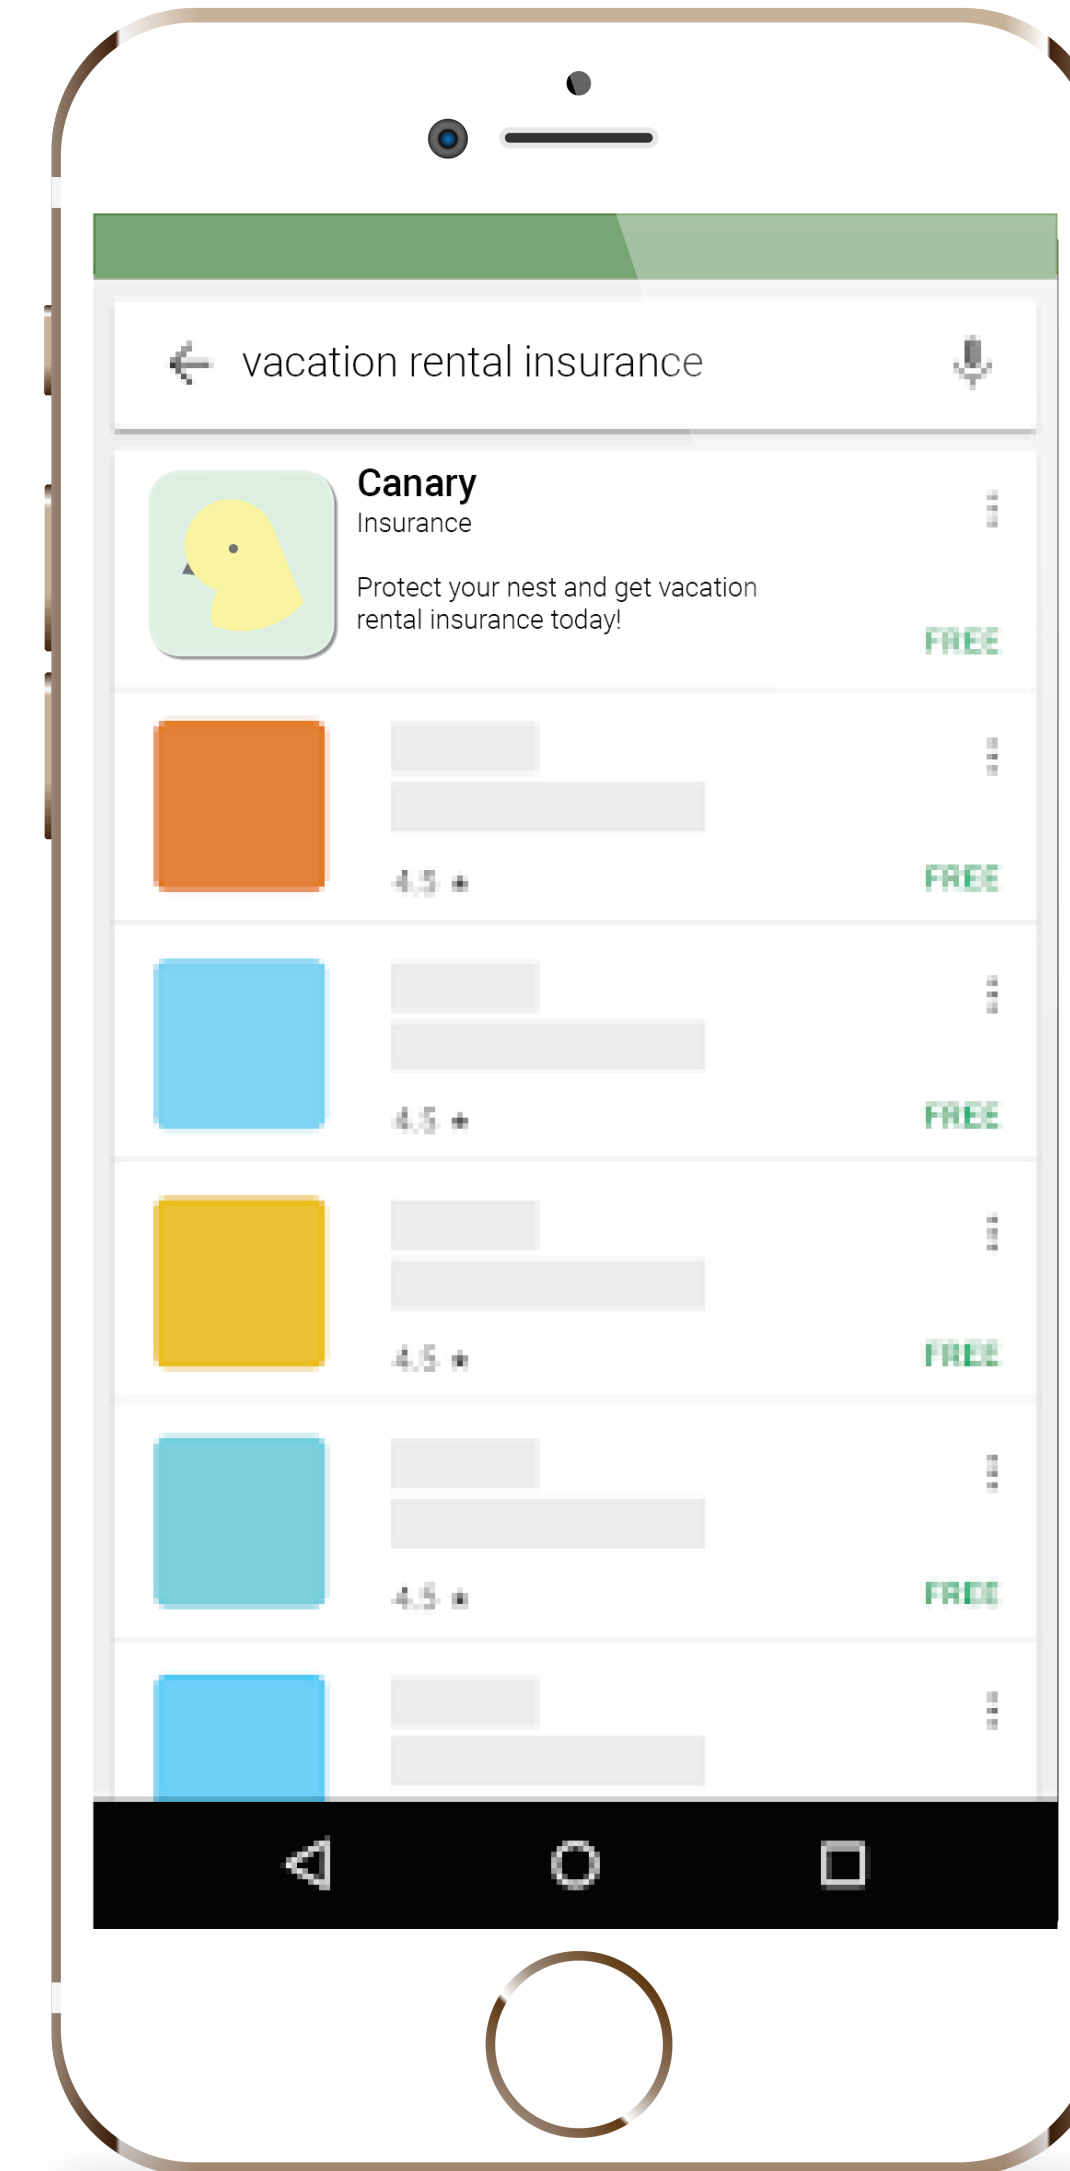 vacation rental insurance
Canary
Insurance
Protect your nest and get vacation
rental insurance today!
FREE
4.5 ★
FREE
4.5 ★
FREE
4.5 ★
FREE
4.5 ★
FREE